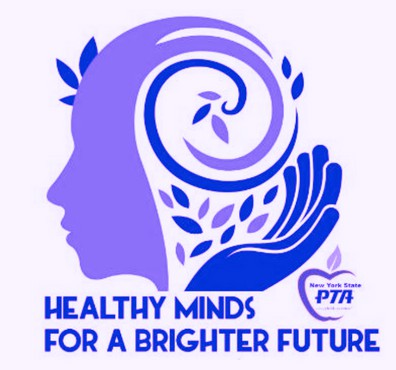 New York State
PTA
HEALTHY MINDS
FOR A BRIGHTER FUTURE